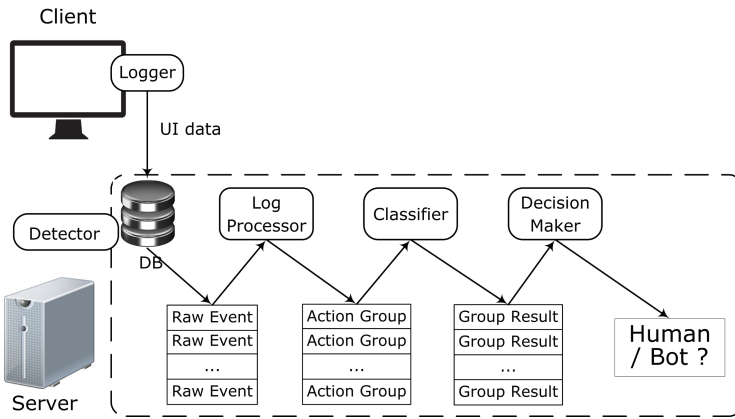 Client
Logger
UI data
Detector
DB
Log
Processor
Classifier
Decision
Maker
Raw Event
Raw Event
...
Raw Event
Action Group
Action Group
...
Action Group
Group Result
Group Result
...
Group Result
Human
/ Bot ?
Server